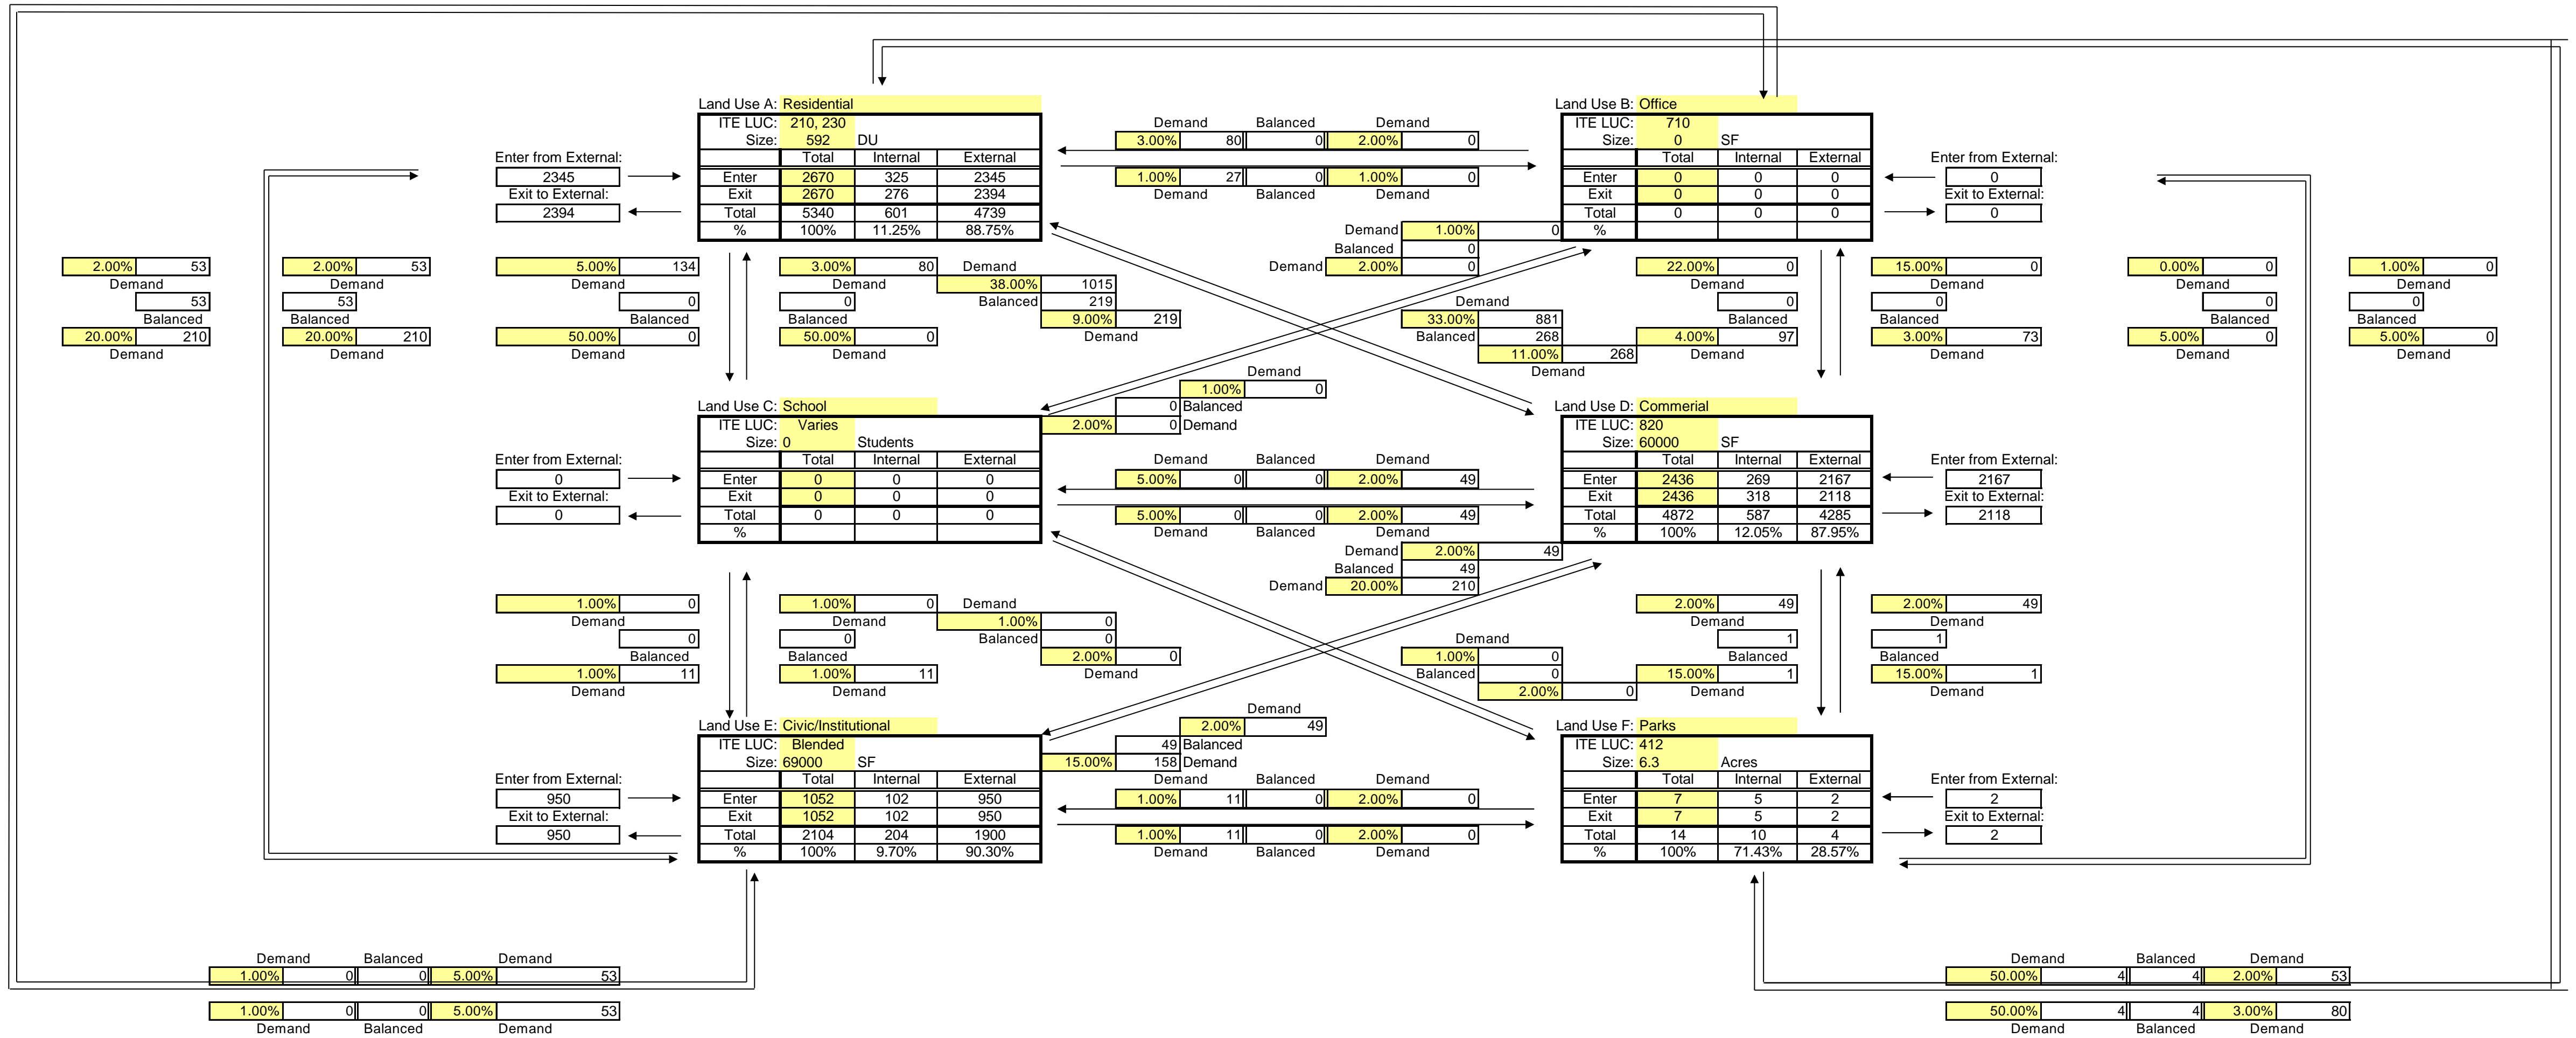 Land Use A: Residential
ITE LUC: 210, 230
Size: 592 DU
Total Internal External
Enter 2670 325 2345
Exit 2670 276 2394
Total 5340 601 4739
% 100% 11.25% 88.75%
Enter from External:
2345
Exit to External:
2394
Demand Balanced Demand
3.00% 80 0 2.00% 0
1.00% 27 0 1.00% 0
Demand Balanced Demand
Land Use B: Office
ITE LUC: 710
Size: 0 SF
Total Internal External
Enter 0 0 0
Exit 0 0 0
Total 0 0 0
%
Enter from External:
0
Exit to External:
0
Demand 1.00% 0
Balanced 0
Demand 2.00% 0
2.00% 53
Demand
53
Balanced
20.00% 210
Demand
2.00% 53
Demand
53
Balanced
20.00% 210
Demand
5.00% 134
Demand
0
Balanced
50.00% 0
Demand
3.00% 80
Demand
0
Balanced
50.00% 0
Demand
Demand
38.00% 1015
Balanced 219
9.00% 219
Demand
Demand
33.00% 881
Balanced 268
11.00% 268
Demand
22.00% 0
Demand
0
Balanced
4.00% 97
Demand
15.00% 0
Demand
0
Balanced
3.00% 73
Demand
0.00% 0
Demand
0
Balanced
5.00% 0
Demand
1.00% 0
Demand
0
Balanced
5.00% 0
Demand
Demand
1.00% 0
0 Balanced
2.00% 0 Demand
Land Use C: School
ITE LUC: Varies
Size: 0 Students
Total Internal External
Enter 0 0 0
Exit 0 0 0
Total 0 0 0
%
Enter from External:
0
Exit to External:
0
Demand Balanced Demand
5.00% 0 0 2.00% 49
5.00% 0 0 2.00% 49
Demand Balanced Demand
Land Use D: Commerial
ITE LUC: 820
Size: 60000 SF
Total Internal External
Enter 2436 269 2167
Exit 2436 318 2118
Total 4872 587 4285
% 100% 12.05% 87.95%
Enter from External:
2167
Exit to External:
2118
Demand 2.00% 49
Balanced 49
Demand 20.00% 210
1.00% 0
Demand
0
Balanced
1.00% 11
Demand
1.00% 0
Demand
0
Balanced
1.00% 11
Demand
Demand
1.00% 0
Balanced 0
2.00% 0
Demand
Demand
1.00% 0
Balanced 0
2.00% 0
2.00% 49
Demand
1
Balanced
15.00% 1
Demand
2.00% 49
Demand
1
Balanced
15.00% 1
Demand
Demand
2.00% 49
49 Balanced
15.00% 158 Demand
Land Use E: Civic/Institutional
ITE LUC: Blended
Size: 69000 SF
Total Internal External
Enter 1052 102 950
Exit 1052 102 950
Total 2104 204 1900
% 100% 9.70% 90.30%
Enter from External:
950
Exit to External:
950
Demand Balanced Demand
1.00% 11 0 2.00% 0
1.00% 11 0 2.00% 0
Demand Balanced Demand
Land Use F: Parks
ITE LUC: 412
Size: 6.3 Acres
Total Internal External
Enter 7 5 2
Exit 7 5 2
Total 14 10 4
% 100% 71.43% 28.57%
Enter from External:
2
Exit to External:
2
Demand Balanced Demand
1.00% 0 0 5.00% 53
1.00% 0 0 5.00% 53
Demand Balanced Demand
Demand Balanced Demand
50.00% 4 4 2.00% 53
50.00% 4 4 3.00% 80
Demand Balanced Demand